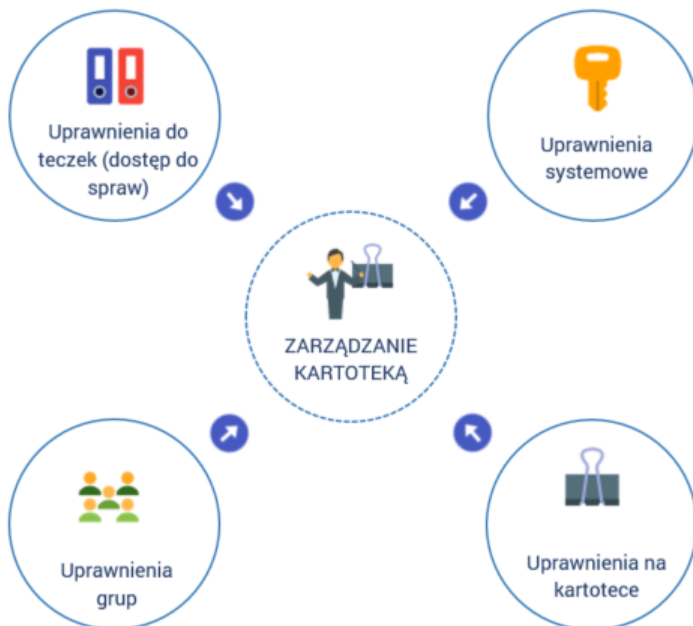 Uprawnienia do
teczek (dostęp do
spraw)
Uprawnienia
systemowe
ZARZĄDZANIE
KARTOTEKĄ
Uprawnienia
grup
Uprawnienia na
kartotece